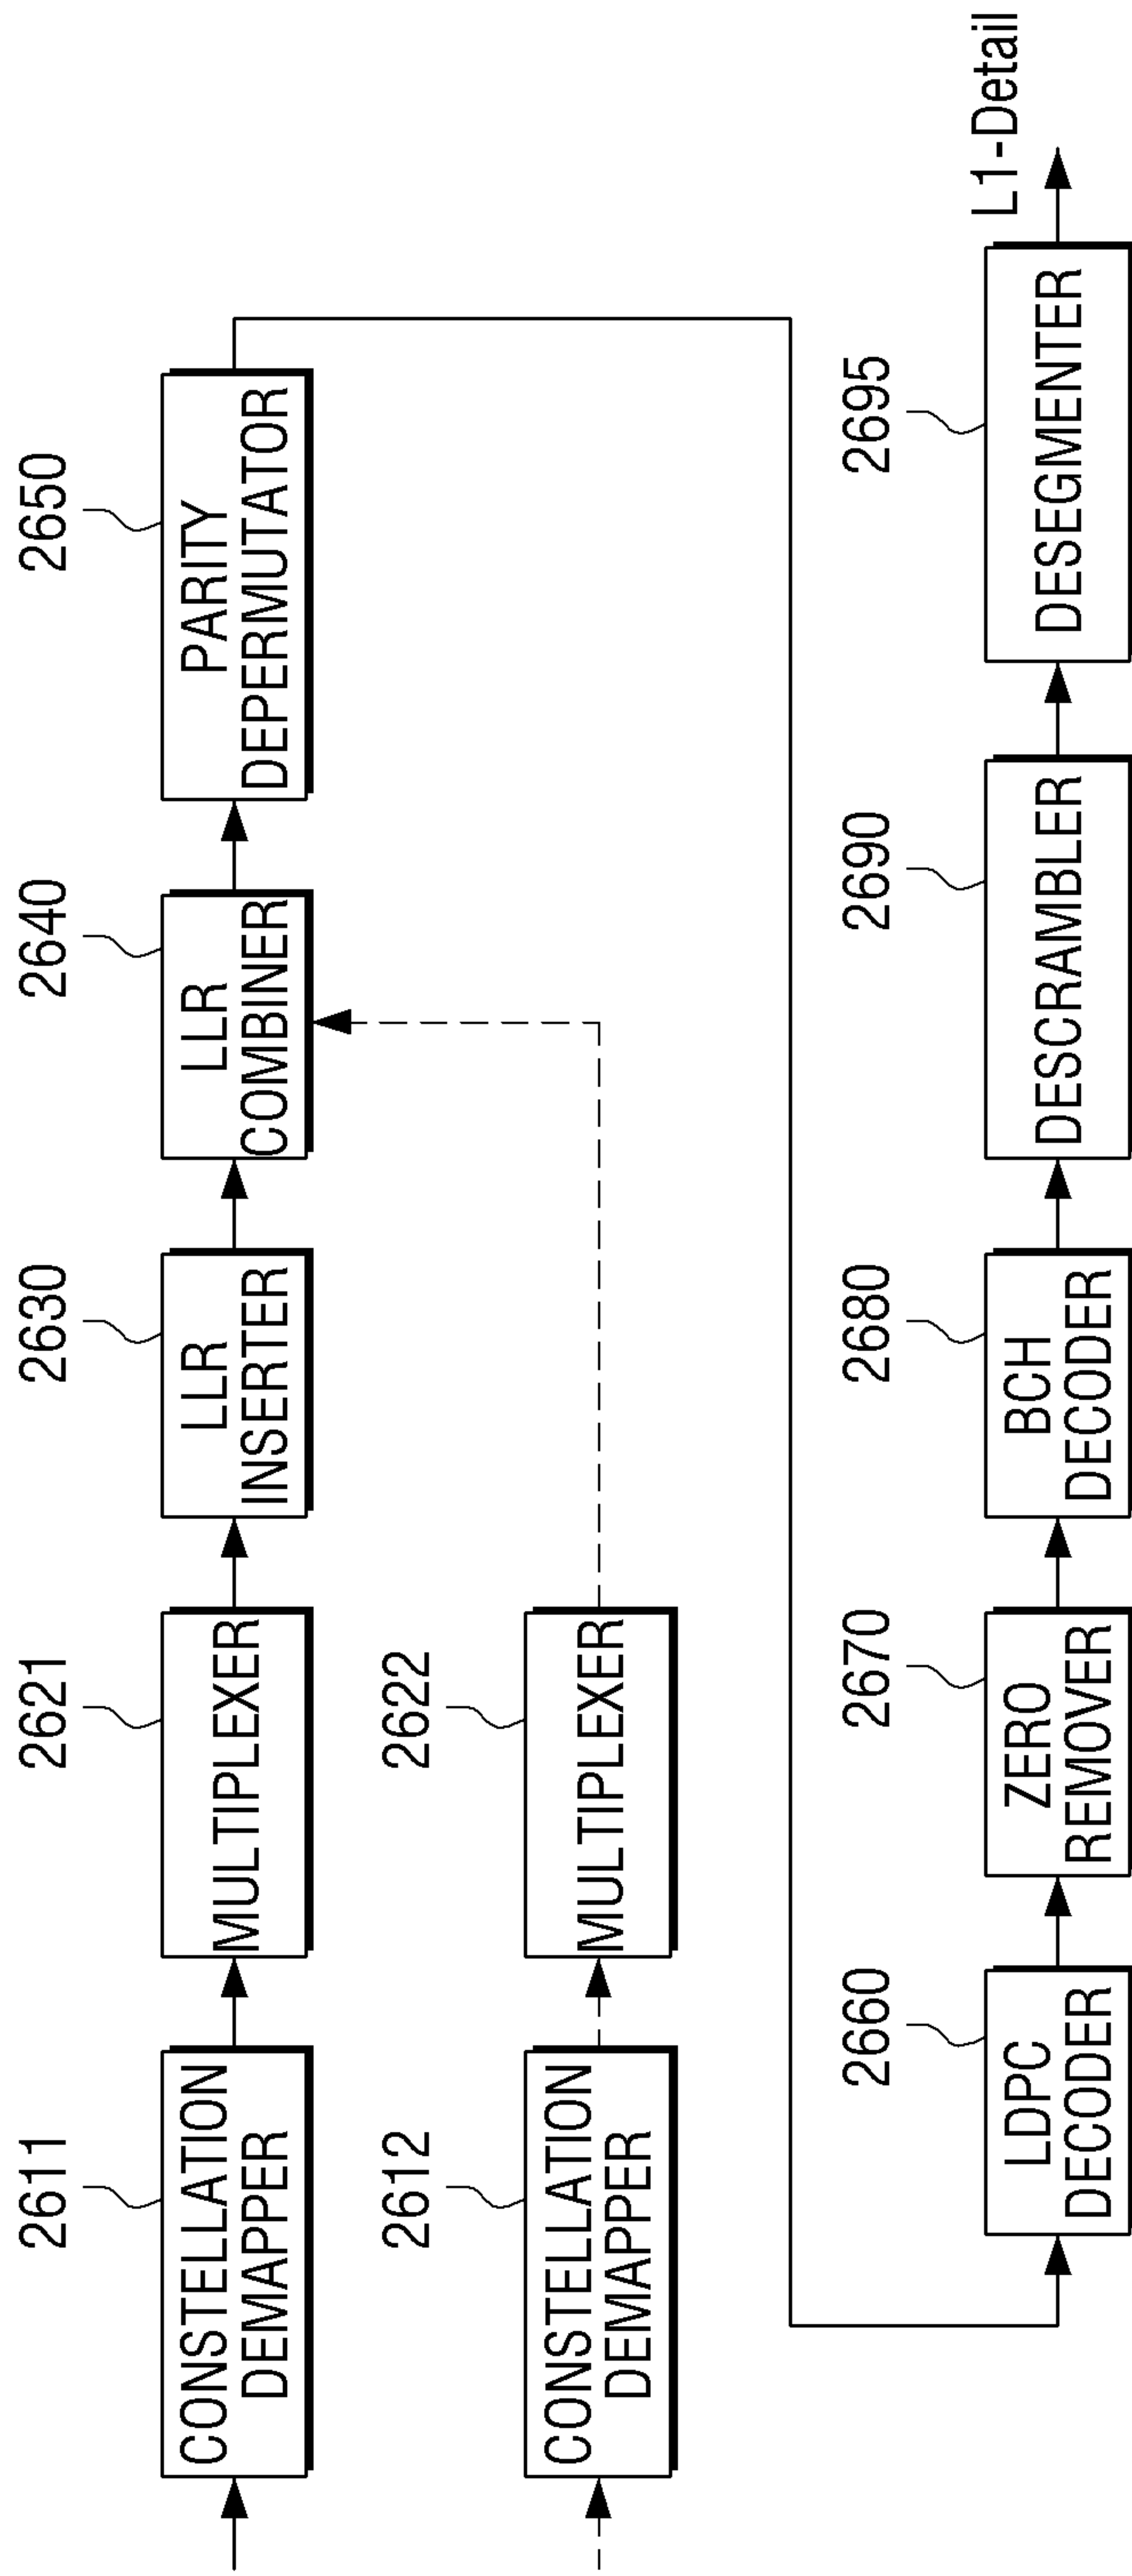 2611
CONSTELLATION
DEMAPPER
2621
MULTIPLEXER
2630
LLR
INSERTER
2640
LLR
COMBINER
2650
PARITY
DEPERMUTATOR
2612
CONSTELLATION
DEMAPPER
2622
MULTIPLEXER
2660
LDPC
DECODER
2670
ZERO
REMOVER
2680
BCH
DECODER
2690
DESCRAMBLER
2695
DESEGMENTER
L1-Detail